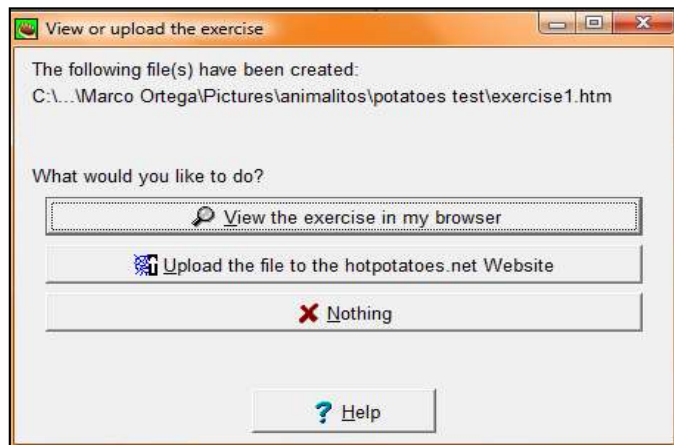 View or upload the exercise
The following file(s) have been created:
C:\...\Marco Ortega\Pictures\animalitos\potatoes test\exercise1.htm
What would you like to do?
View the exercise in my browser
Upload the file to the hotpotatoes.net Website
Nothing
? Help